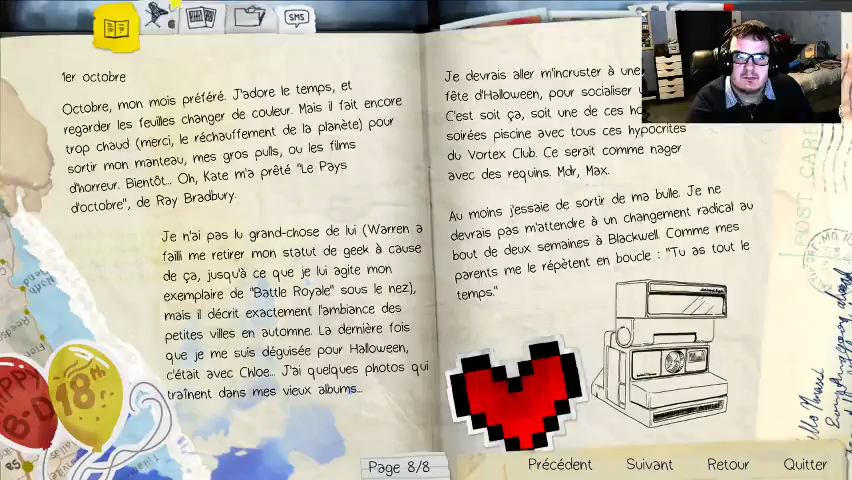 SMS
1er octobre
Octobre, mon mois préféré. J'adore le temps, et
regarder les feuilles changer de couleur. Mais il fait encore
trop chaud (merci, le réchauffement de la planète) pour
sortir mon manteau, mes gros pulls, ou les films
d'horreur. Bientôt... Oh, Kate m'a prêté "Le Pays
d'octobre", de Ray Bradbury.
Je n'ai pas lu grand-chose de lui (Warren a
failli me retirer mon statut de geek à cause
de ça, jusqu'à ce que je lui agite mon
exemplaire de "Battle Royale" sous le nez),
mais il décrit exactement l'ambiance des
petites villes en automne. La dernière fois
que je me suis déguisée pour Halloween,
c'était avec Chloe... J'ai quelques photos qui
traînent dans mes vieux albums...
Je devrais aller m'incruster à une
fête d'Halloween, pour socialiser
C'est soit ça, soit une de ces
soirées piscine avec tous ces hypocrites
du Vortex Club. Ce serait comme nager
avec des requins. Mdr, Max.
Au moins j'essaie de sortir de ma bulle. Je ne
devrais pas m'attendre à un changement radical au
bout de deux semaines à Blackwell. Comme mes
parents me le répètent en boucle : "Tu as tout le
temps."
HAPPY
B-D
18th
POST CARD
Page 8/8
Précédent
Suivant
Retour
Quitter